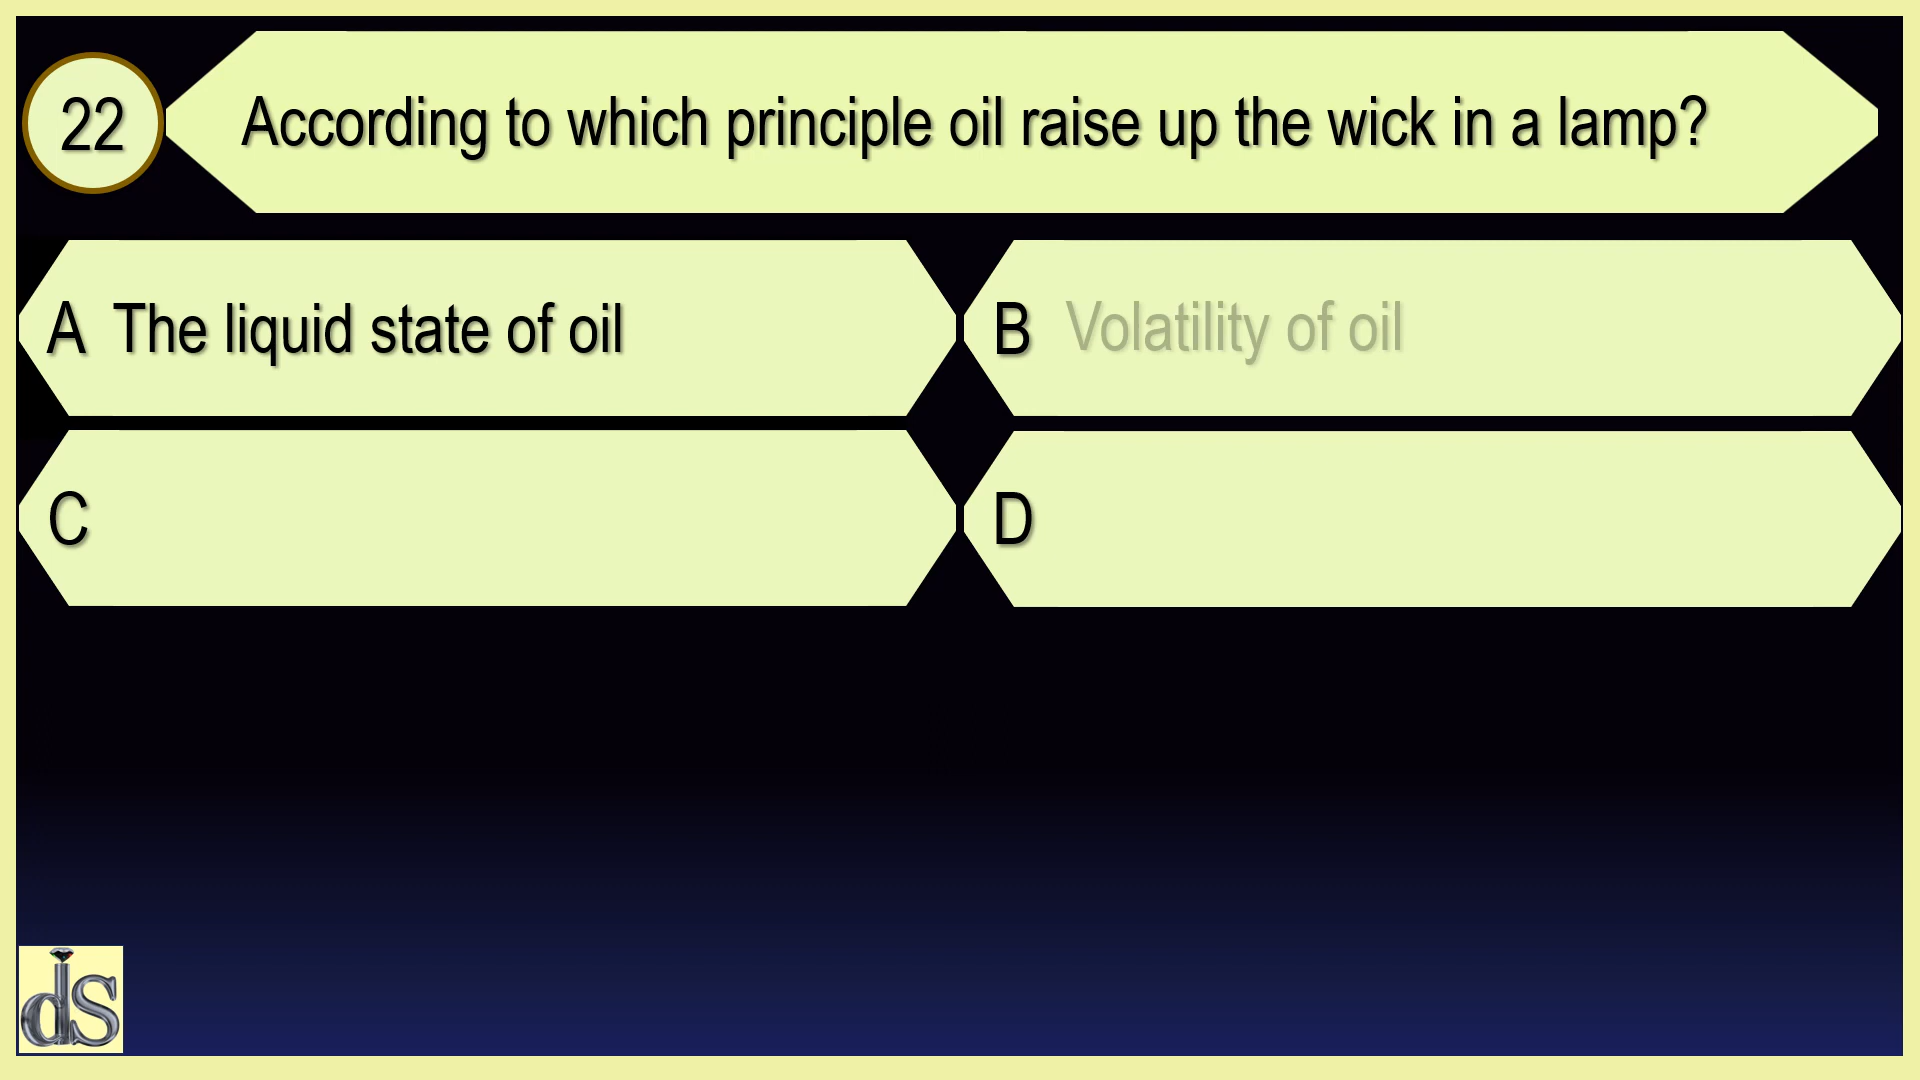 22
According to which principle oil raise up the wick in a lamp?
A The liquid state of oil
B Volatility of oil
C
D
ds